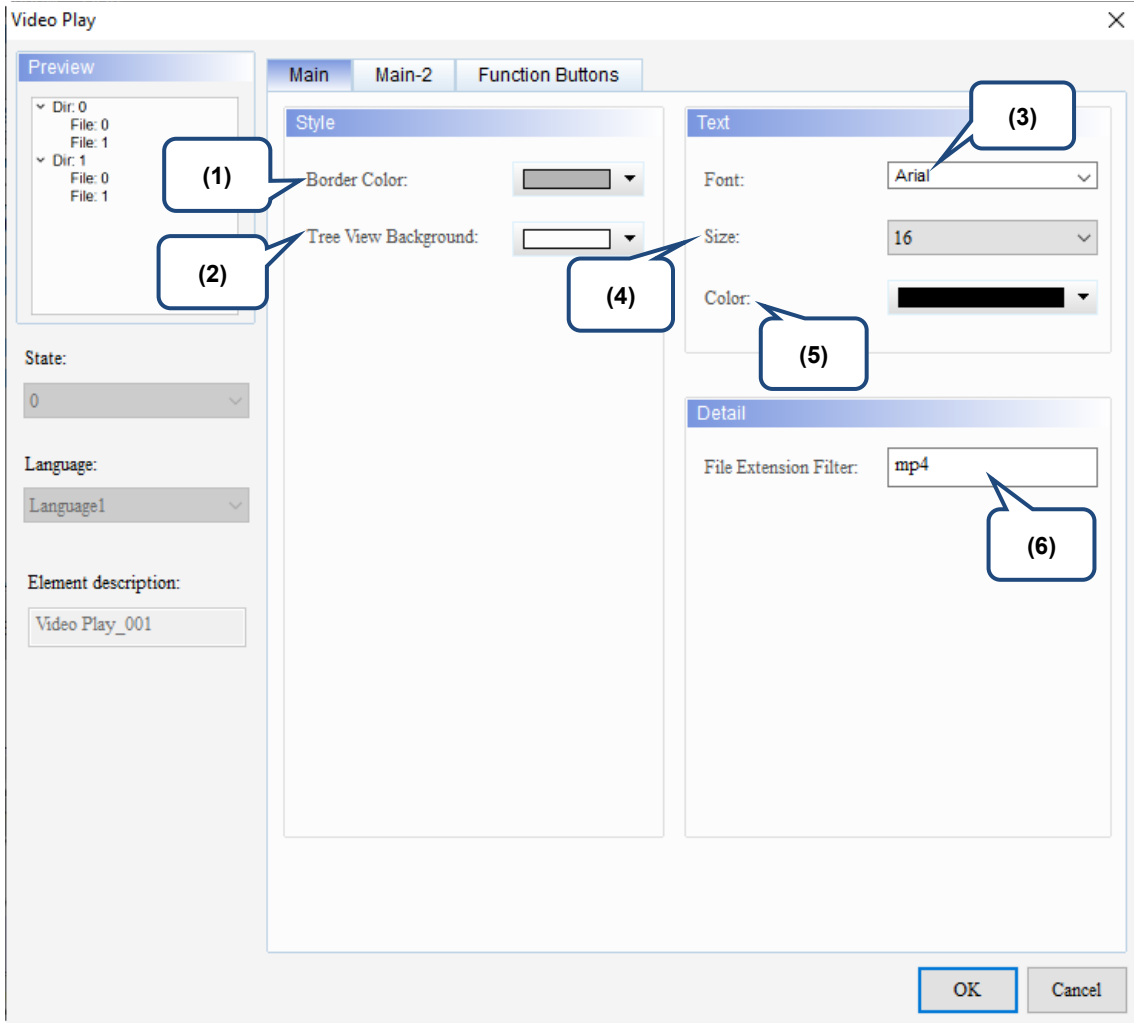 Video Play
Preview
Dir: 0
File: 0
File: 1
Dir: 1
File: 0
File: 1
State:
0
Language:
Language1
Element description:
Video Play_001
Main
Main-2
Function Buttons
Style
(1)
Border Color:
(2)
Tree View Background:
Text
(3)
Font:
Arial
(4)
Size:
16
Color:
(5)
Detail
File Extension Filter:
mp4
(6)
OK
Cancel